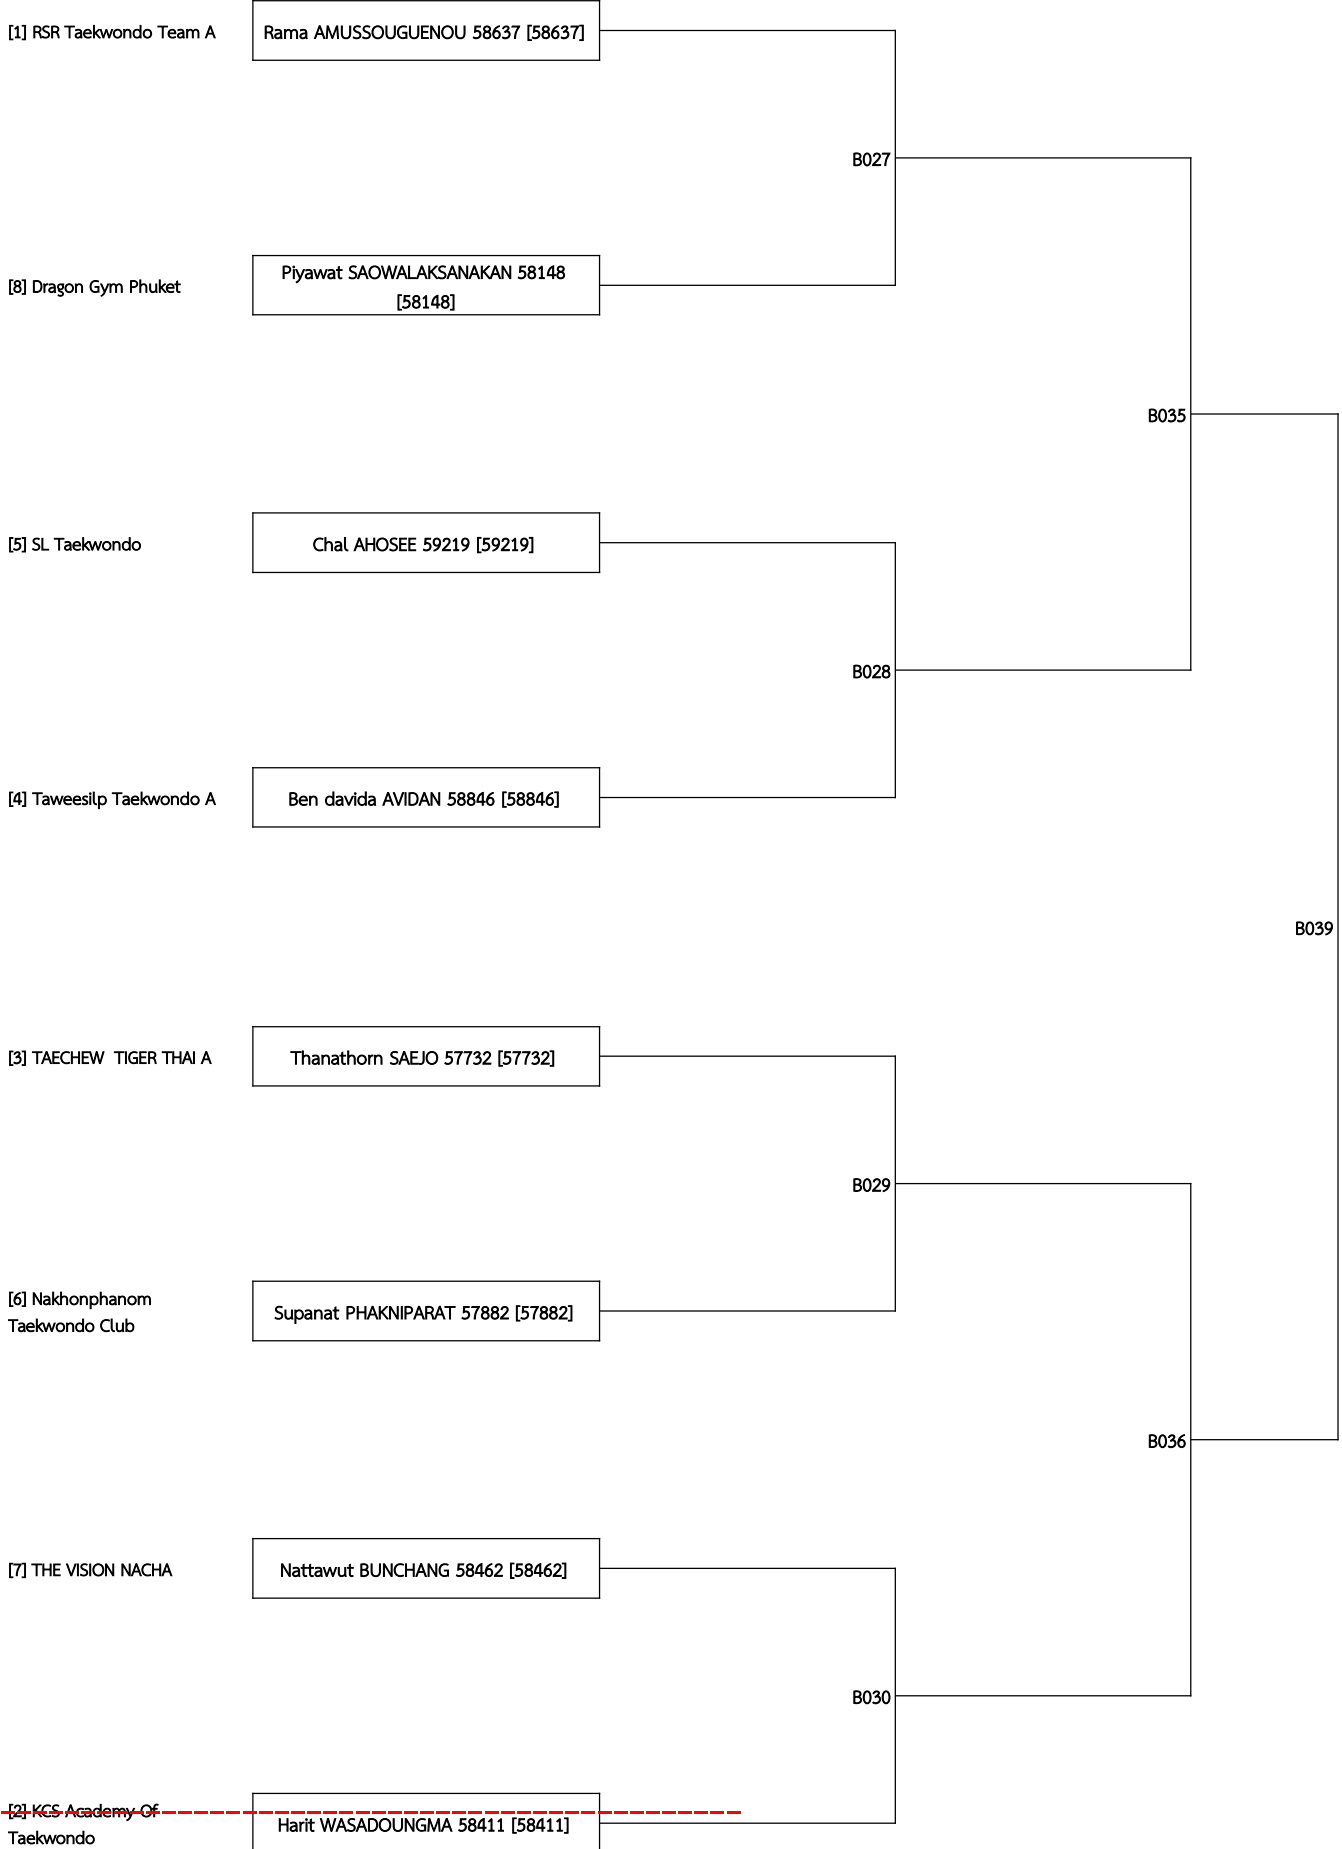 [1] RSR Taekwondo Team A
Rama AMUSSOUGUENOU 58637 [58637]
B027
[8] Dragon Gym Phuket
Piyawat SAOWALAKSANAKAN 58148
[58148]
B035
[5] SL Taekwondo
Chal AHOSEE 59219 [59219]
B028
[4] Taweesilp Taekwondo A
Ben davida AVIDAN 58846 [58846]
B039
[3] TAECHEW  TIGER THAI A
Thanathorn SAEJO 57732 [57732]
B029
[6] Nakhonphanom
Taekwondo Club
Supanat PHAKNIPARAT 57882 [57882]
B036
[7] THE VISION NACHA
Nattawut BUNCHANG 58462 [58462]
B030
[2] KCS Academy Of
Taekwondo
Harit WASADOUNGMA 58411 [58411]